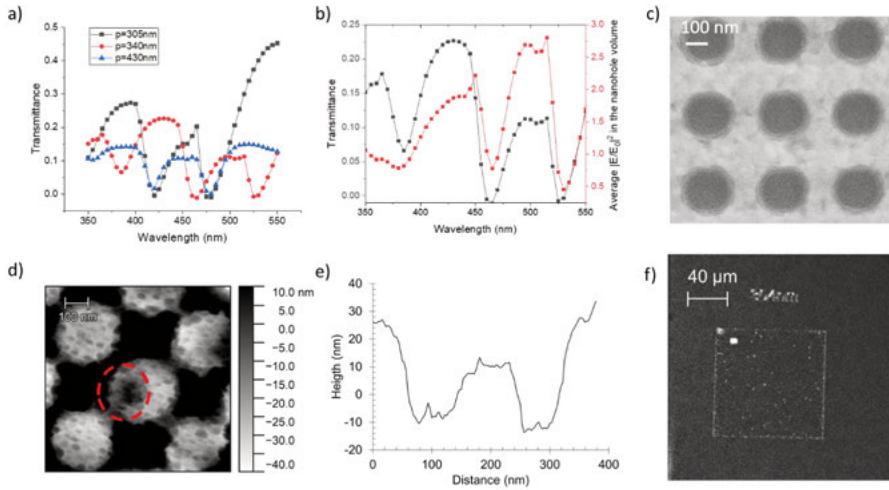 a)
p=305nm
p=340nm
p=430nm
Transmittance
0.4
0.3
0.2
0.1
0.0
350 400 450 500 550
Wavelength (nm)
b)
Transmittance
0.25
0.20
0.15
0.10
0.05
0.00
350 400 450 500 550
Wavelength (nm)
3.0
2.5
2.0
1.5
1.0
0.5
Average |E/E₀|² in the nanohole volume
c)
100 nm
d)
100 nm
10.0 nm
5.0
0.0
−5.0
−10.0
−15.0
−20.0
−25.0
−30.0
−40.0
e)
Heigth (nm)
40
30
20
10
0
-10
-20
0 100 200 300 400
Distance (nm)
f)
40 µm